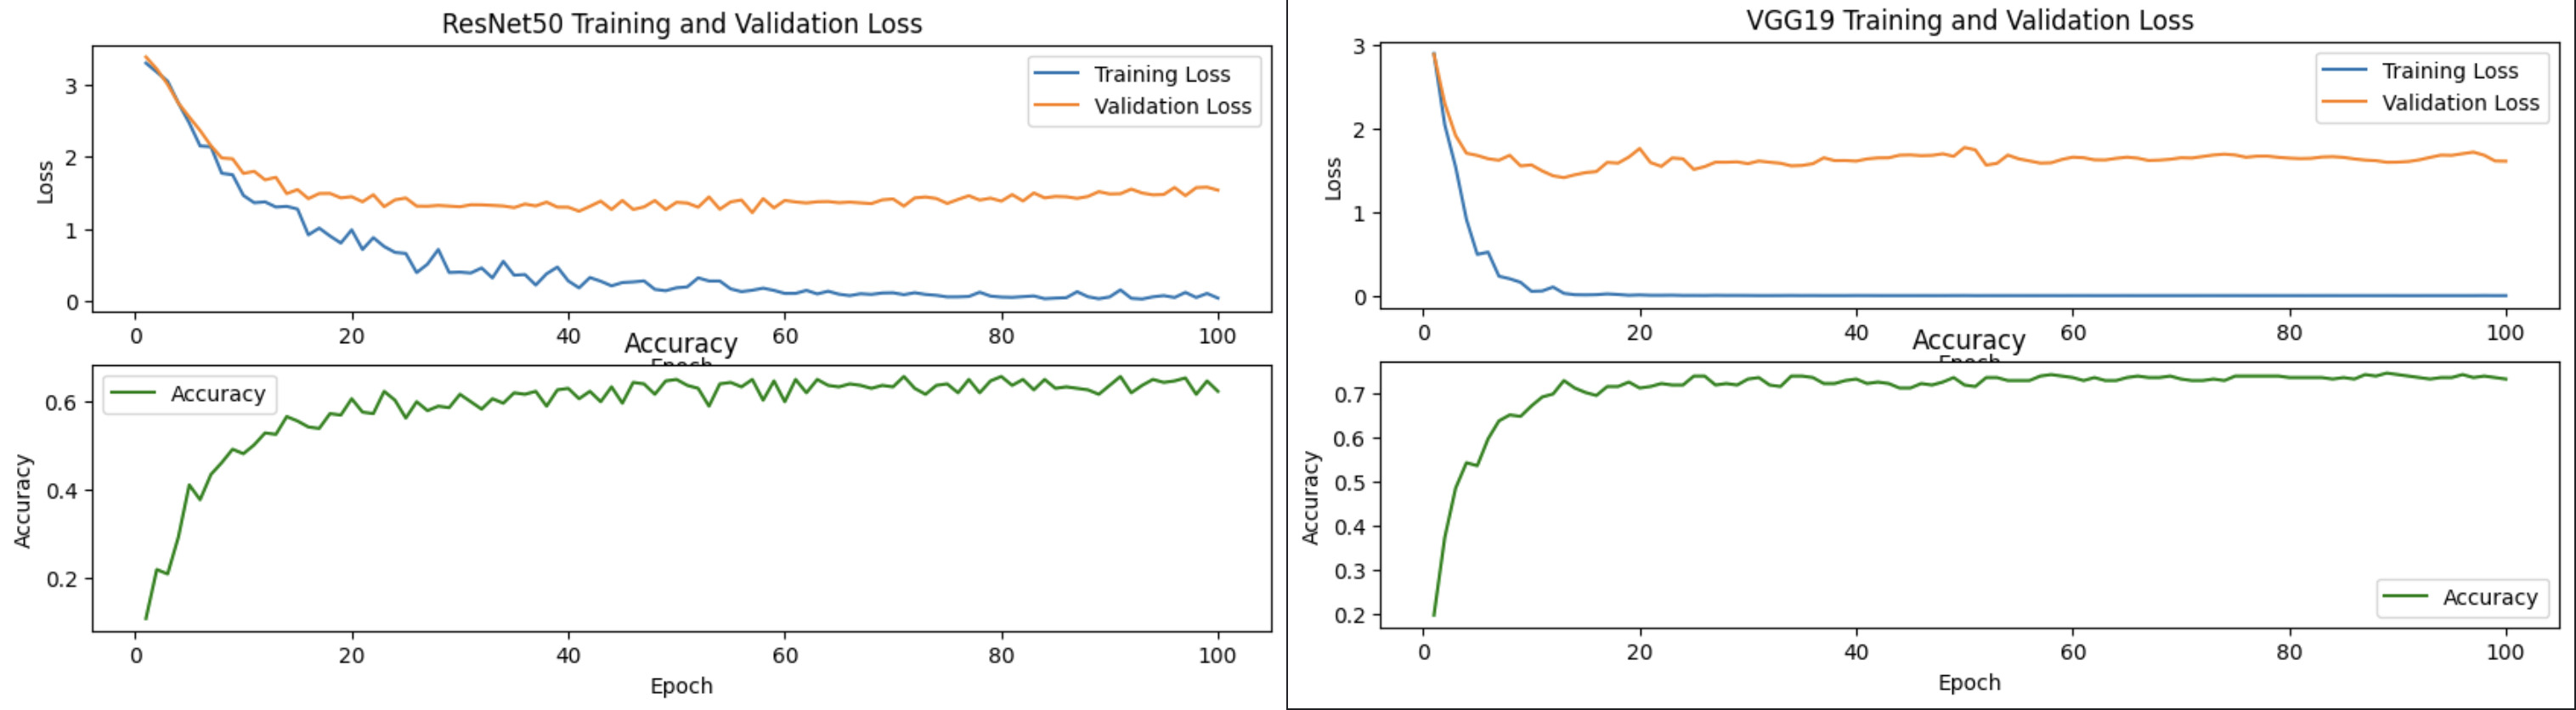 ResNet50 Training and Validation Loss
Training Loss
Validation Loss
3
2
1
0
Loss
0 20 40 60 80 100
Epoch
Accuracy
Accuracy
0.6
0.4
0.2
Accuracy
0 20 40 60 80 100
Epoch
VGG19 Training and Validation Loss
Training Loss
Validation Loss
3
2
1
0
Loss
0 20 40 60 80 100
Epoch
Accuracy
0.7
0.6
0.5
0.4
0.3
0.2
Accuracy
Accuracy
0 20 40 60 80 100
Epoch